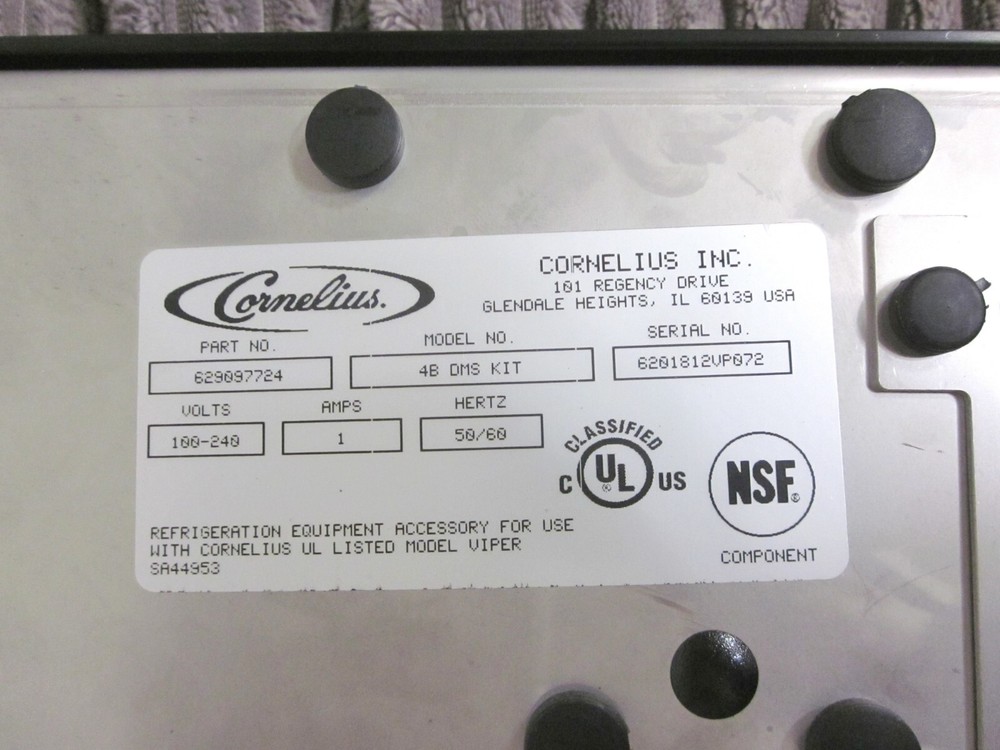 Cornelius.
CORNELIUS INC.
101 REGENCY DRIVE
GLENDALE HEIGHTS, IL 60139 USA
PART NO. MODEL NO. SERIAL NO.
629097724 4B DMS KIT 6201812VP072
VOLTS AMPS HERTZ
100-240 1 50/60
CLASSIFIED
C UL ® US
NSF®
REFRIGERATION EQUIPMENT ACCESSORY FOR USE
WITH CORNELIUS UL LISTED MODEL VIPER
SA44953
COMPONENT